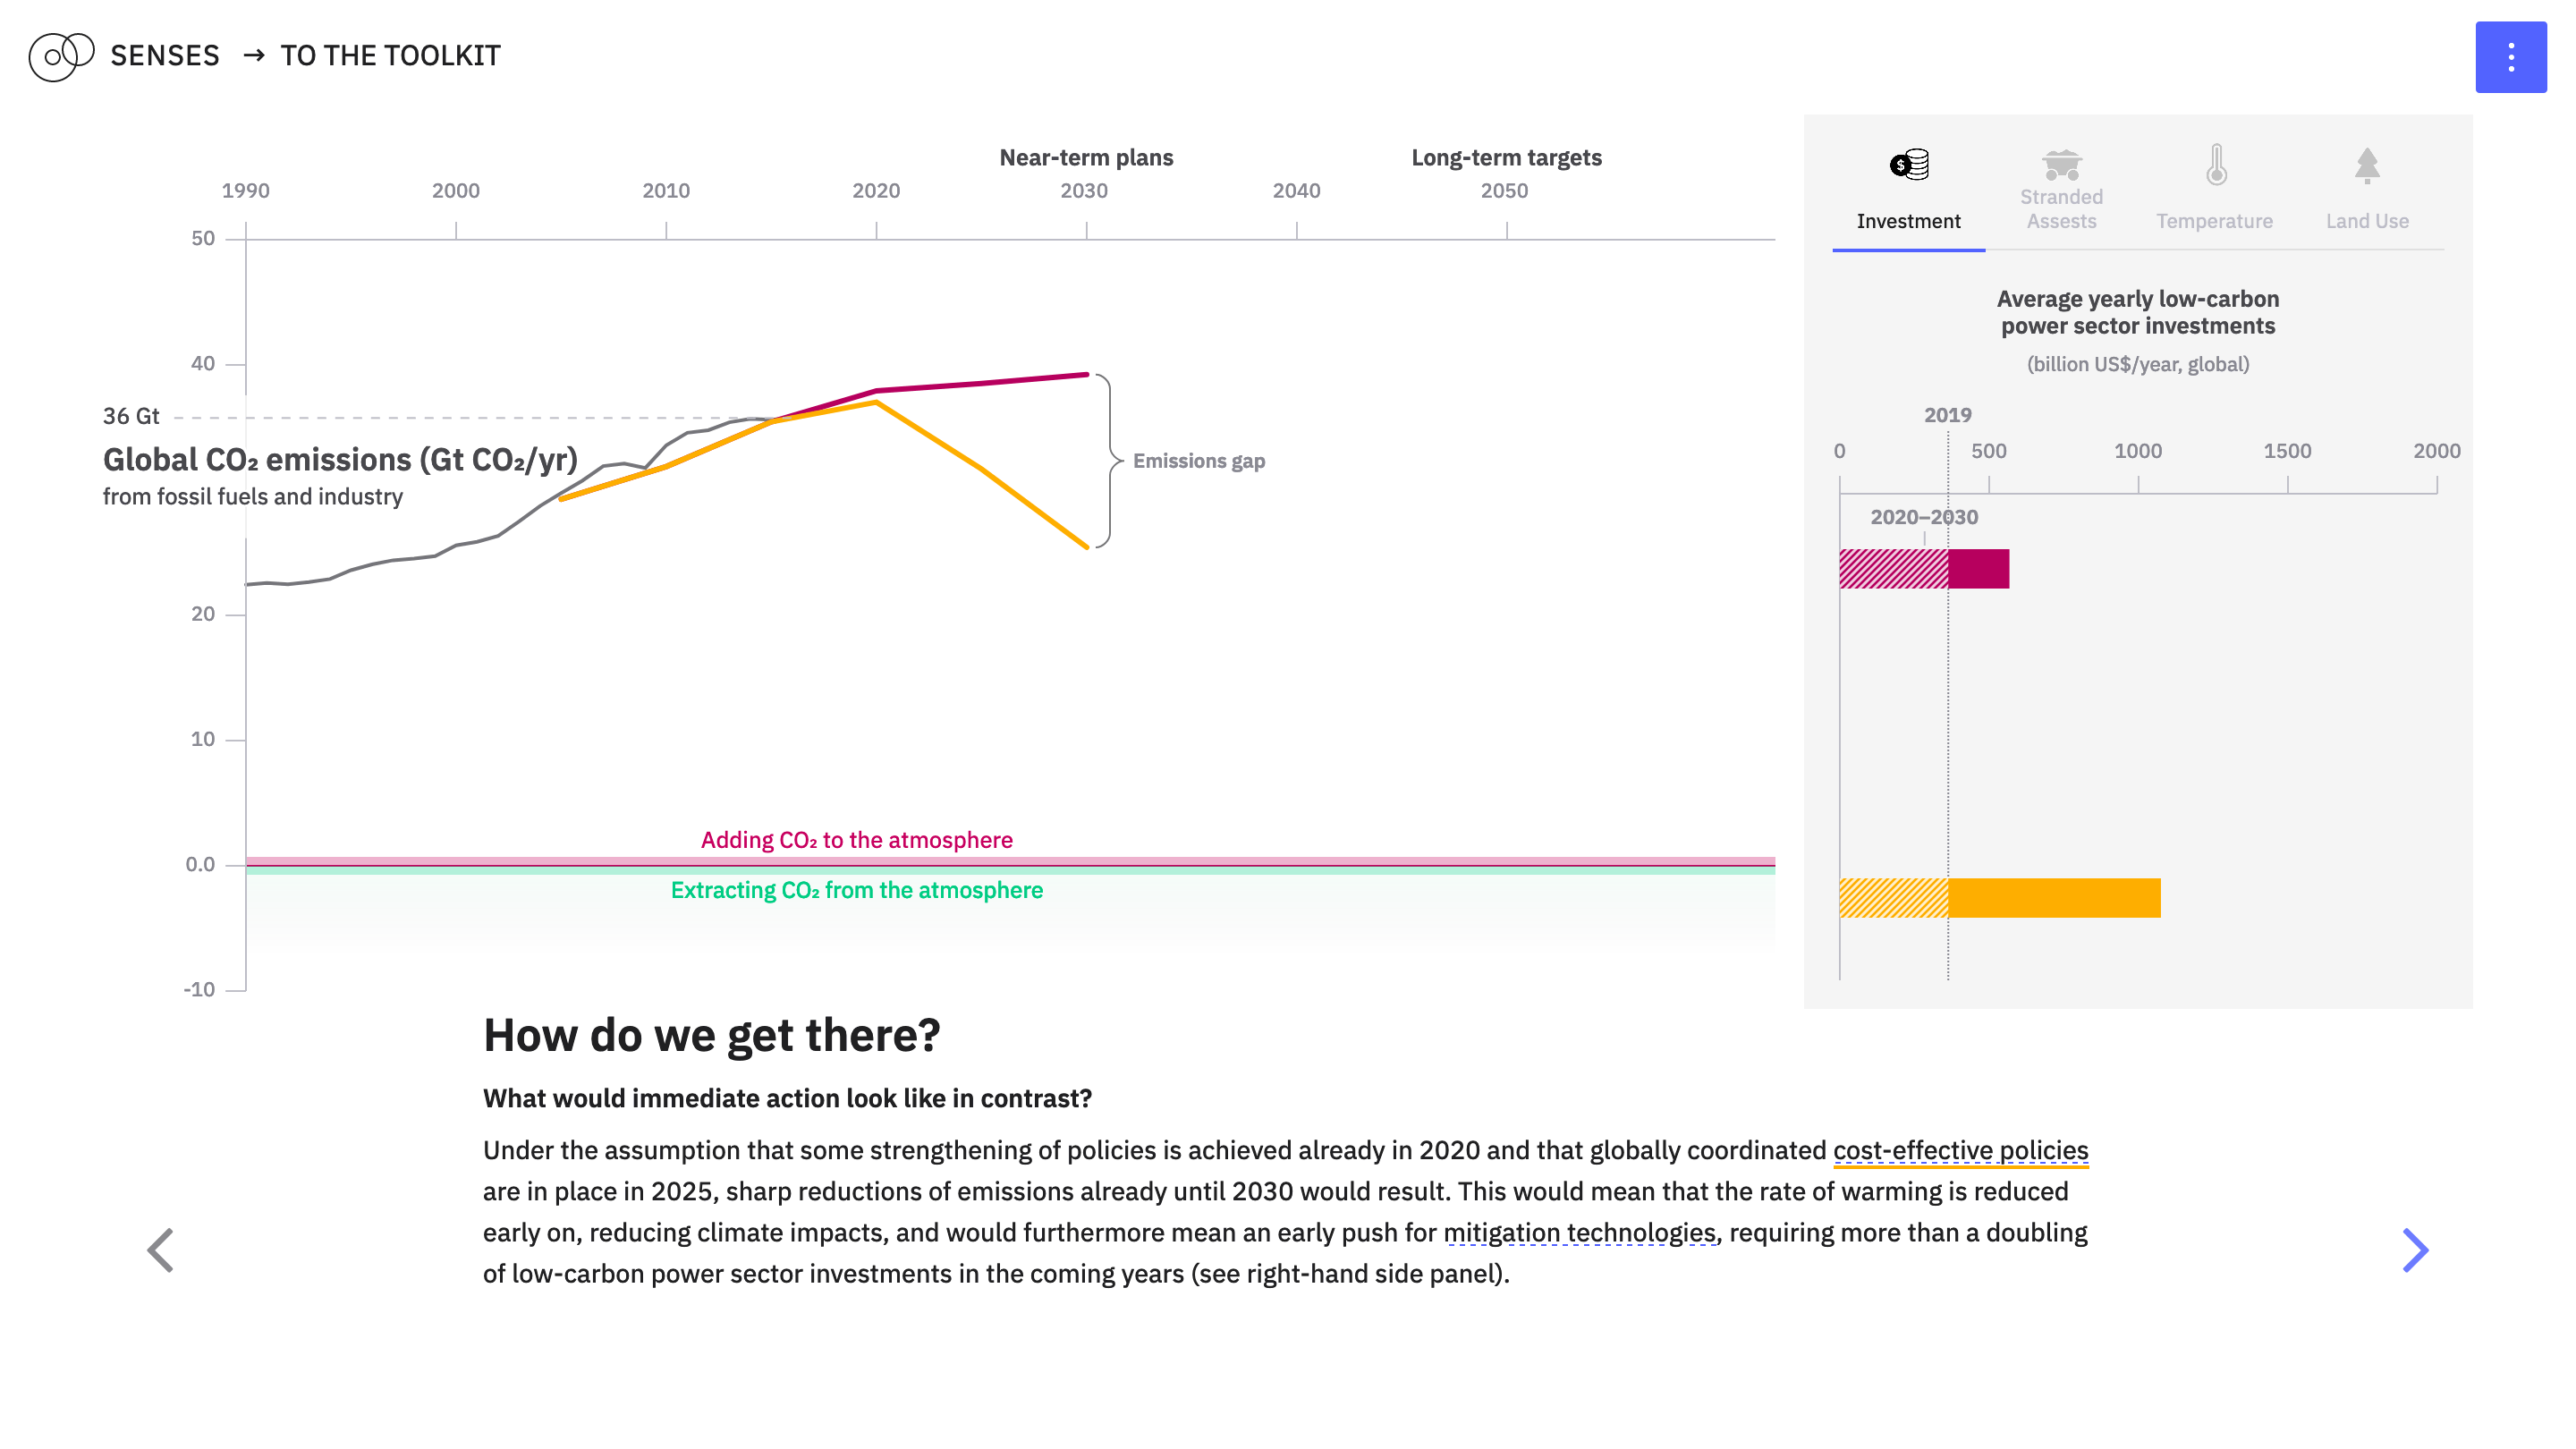 SENSES → TO THE TOOLKIT
Near-term plans
Long-term targets
1990
2000
2010
2020
2030
2040
2050
50
40
36 Gt
Global CO₂ emissions (Gt CO₂/yr)
from fossil fuels and industry
20
10
0.0
-10
Emissions gap
Adding CO₂ to the atmosphere
Extracting CO₂ from the atmosphere
Investment
Stranded
Assests
Temperature
Land Use
Average yearly low-carbon
power sector investments
(billion US$/year, global)
2019
0
500
1000
1500
2000
2020–2030
How do we get there?
What would immediate action look like in contrast?
Under the assumption that some strengthening of policies is achieved already in 2020 and that globally coordinated cost-effective policies
are in place in 2025, sharp reductions of emissions already until 2030 would result. This would mean that the rate of warming is reduced
early on, reducing climate impacts, and would furthermore mean an early push for mitigation technologies, requiring more than a doubling
of low-carbon power sector investments in the coming years (see right-hand side panel).